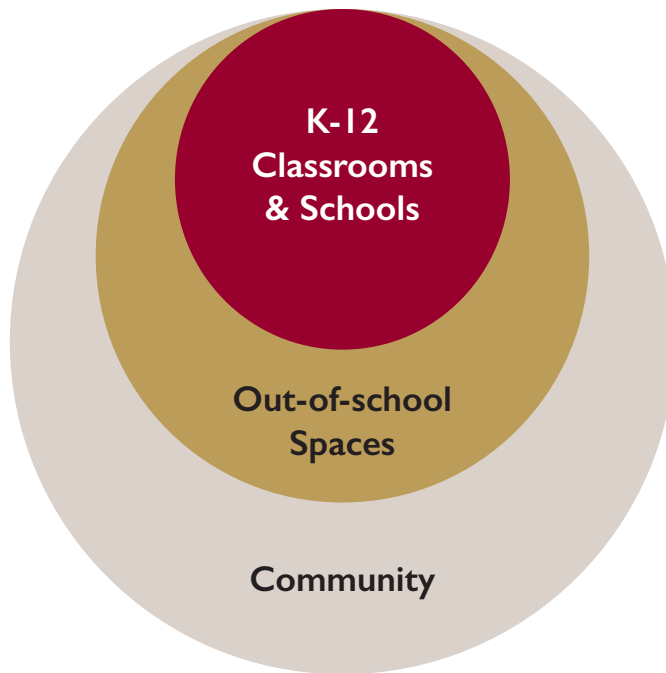 K-12
Classrooms
& Schools
Out-of-school
Spaces
Community